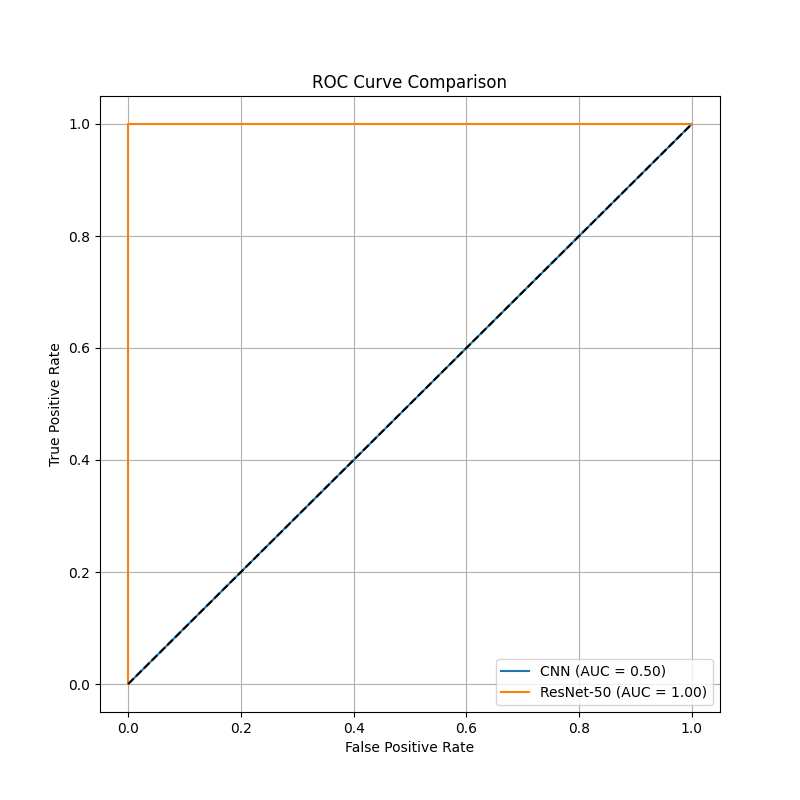 ROC Curve Comparison
True Positive Rate
1.0
0.8
0.6
0.4
0.2
0.0
CNN (AUC = 0.50)
ResNet-50 (AUC = 1.00)
0.0 0.2 0.4 0.6 0.8 1.0
False Positive Rate